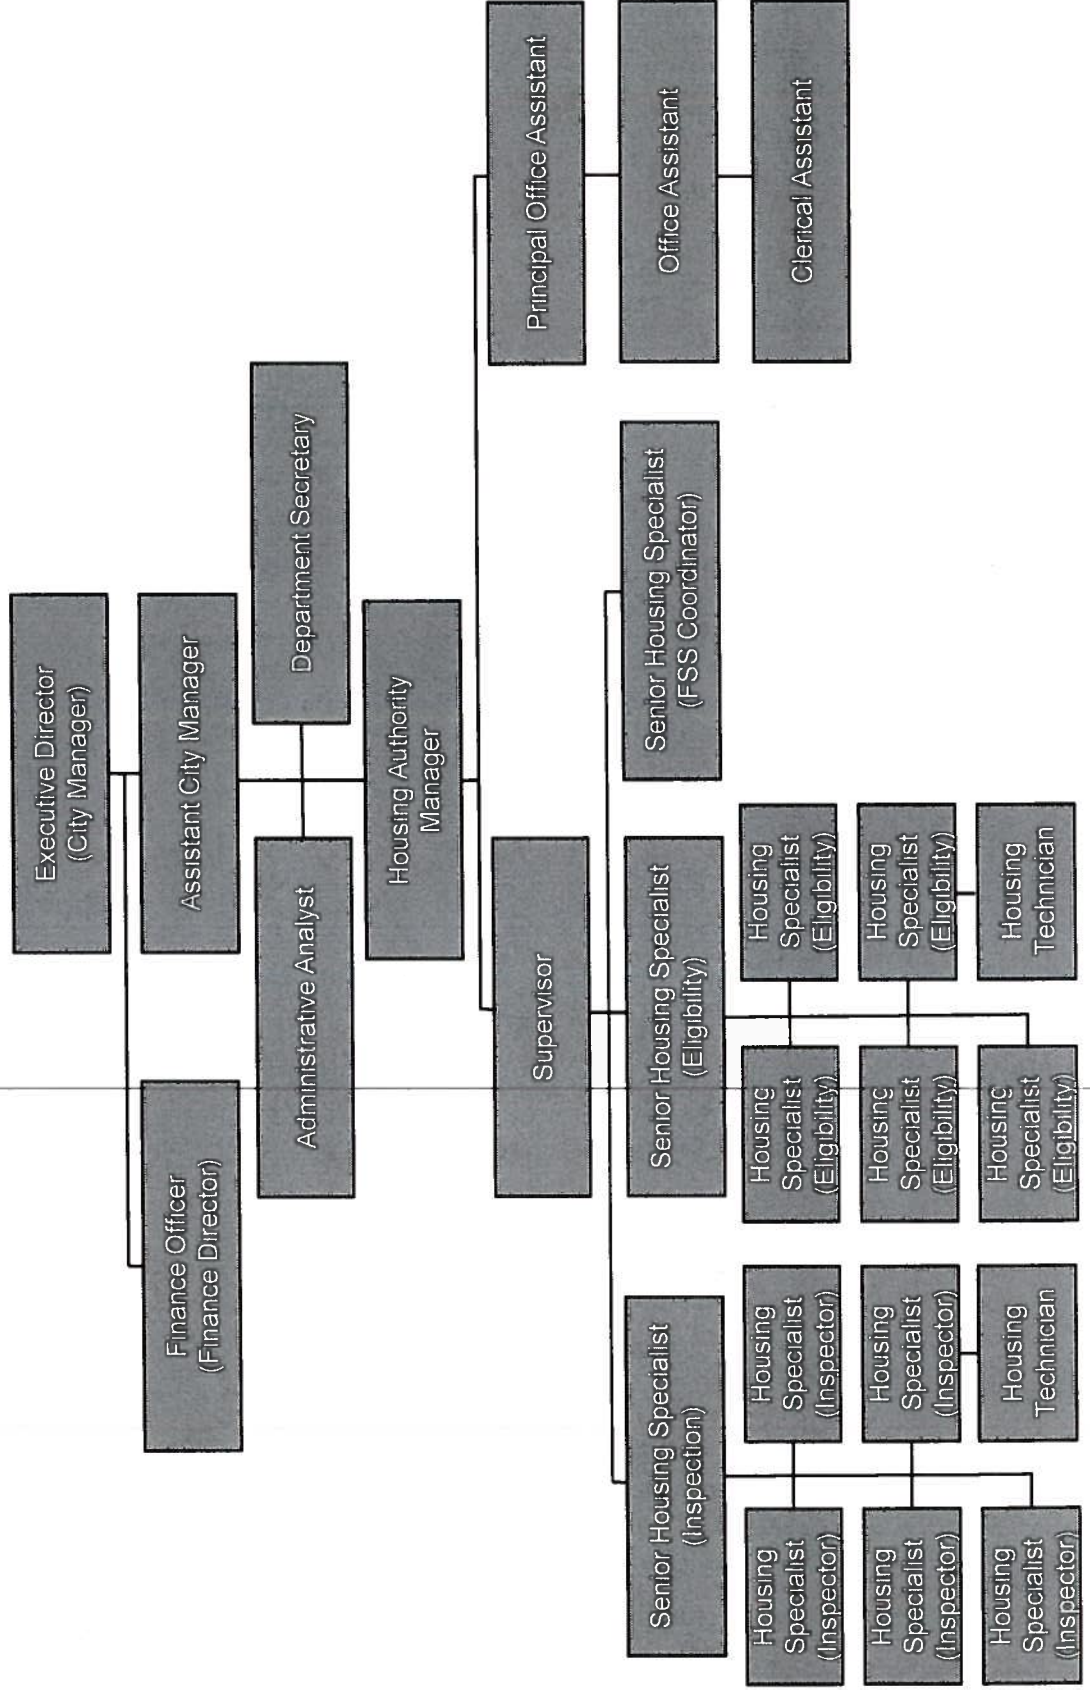 Executive Director
(City Manager)
Finance Officer
(Finance Director)
Assistant City Manager
Administrative Analyst
Department Secretary
Housing Authority
Manager
Supervisor
Principal Office Assistant
Senior Housing Specialist
(Inspection)
Senior Housing Specialist
(Eligibility)
Senior Housing Specialist
(FSS Coordinator)
Office Assistant
Housing
Specialist
(Inspector)
Housing
Specialist
(Inspector)
Housing
Specialist
(Eligibility)
Housing
Specialist
(Eligibility)
Clerical Assistant
Housing
Specialist
(Inspector)
Housing
Specialist
(Inspector)
Housing
Specialist
(Eligibility)
Housing
Specialist
(Eligibility)
Housing
Specialist
(Inspector)
Housing
Technician
Housing
Specialist
(Eligibility)
Housing
Technician